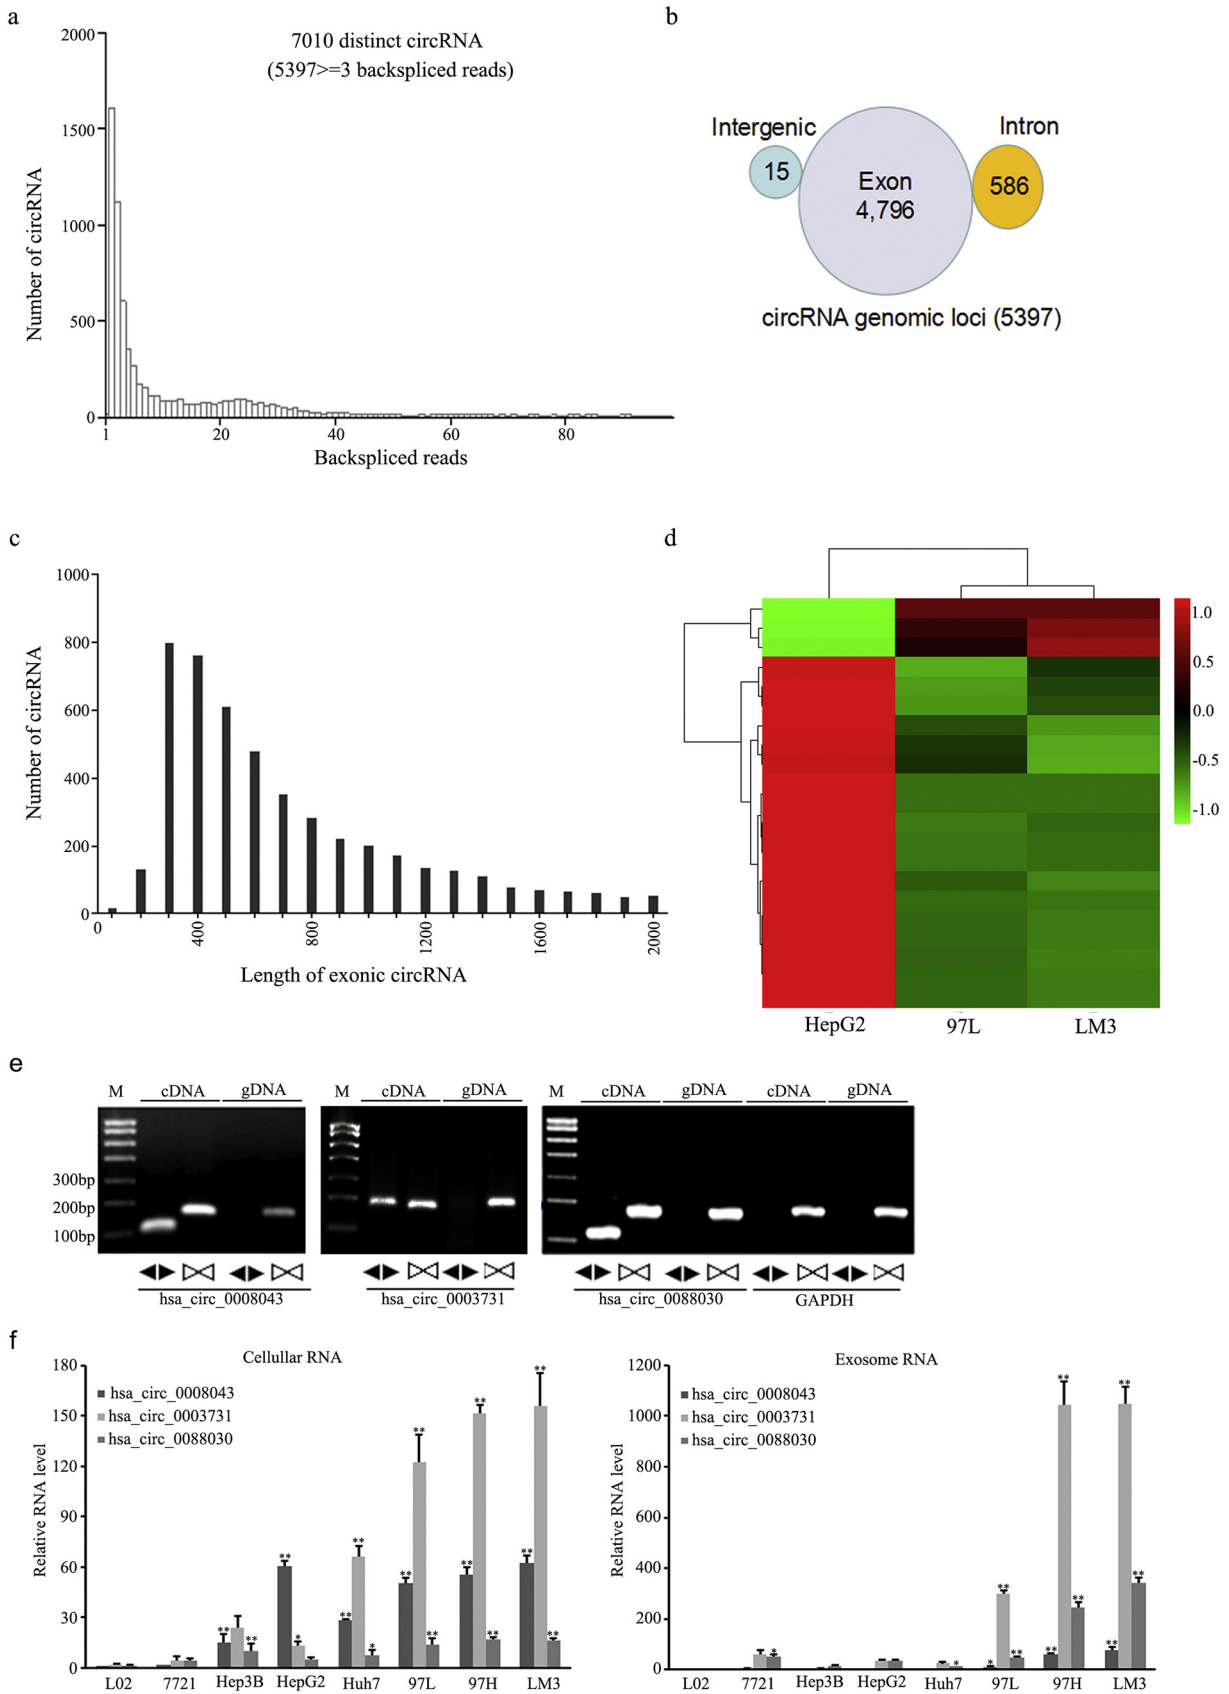 a
7010 distinct circRNA
(5397>=3 backspliced reads)
Number of circRNA
2000
1500
1000
500
0
1 20 40 60 80
Backspliced reads
b
Intergenic
15
Exon
4,796
Intron
586
circRNA genomic loci (5397)
c
Number of circRNA
1000
800
600
400
200
0
0 400 800 1200 1600 2000
Length of exonic circRNA
d
1.0
0.5
0.0
-0.5
-1.0
HepG2 97L LM3
e
M cDNA gDNA
M cDNA gDNA
M cDNA gDNA cDNA gDNA
300bp
200bp
100bp
hsa_circ_0008043
hsa_circ_0003731
hsa_circ_0088030
GAPDH
f
Cellullar RNA
Relative RNA level
180
150
120
90
60
30
0
hsa_circ_0008043
hsa_circ_0003731
hsa_circ_0088030
** ** ** * ** ** * ** ** ** ** ** ** ** ** **
L02 7721 Hep3B HepG2 Huh7 97L 97H LM3
Exosome RNA
Relative RNA level
1200
1000
800
600
400
200
0
hsa_circ_0008043
hsa_circ_0003731
hsa_circ_0088030
* * * ** ** ** ** ** ** ** **
L02 7721 Hep3B HepG2 Huh7 97L 97H LM3